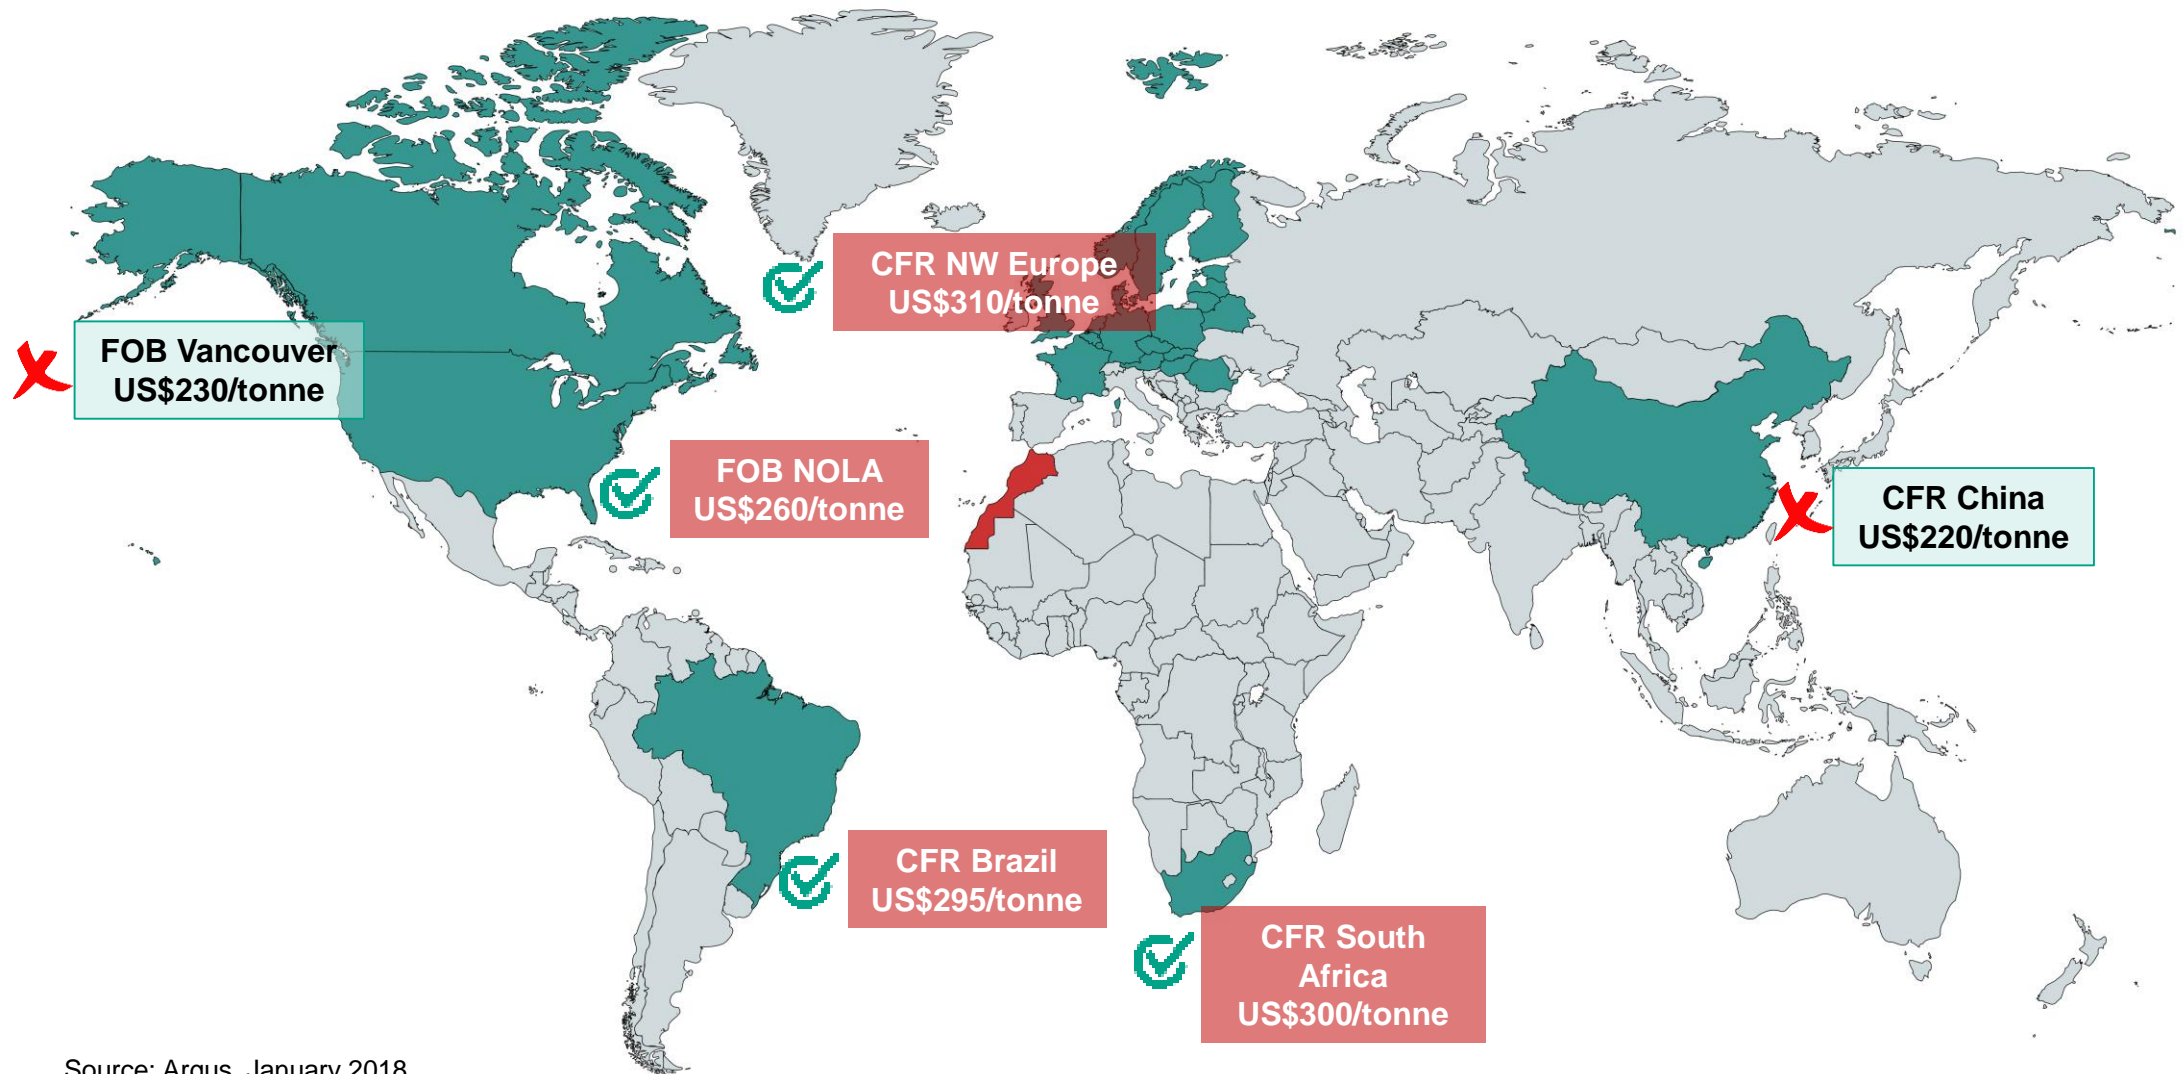 CFR NW Europe
US$310/tonne
FOB Vancouver
US$230/tonne
FOB NOLA
US$260/tonne
CFR China
US$220/tonne
CFR Brazil
US$295/tonne
CFR South
Africa
US$300/tonne
Source: Argus, January 2018